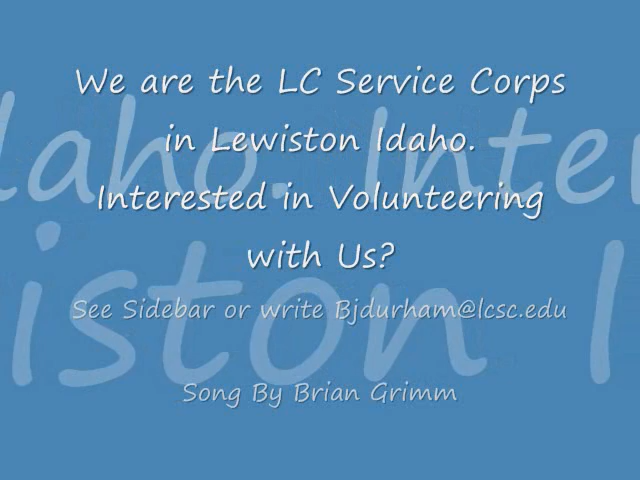 We are the LC Service Corps
in Lewiston Idaho.
Interested in Volunteering
with Us?
See Sidebar or write Bjdurham@lcsc.edu
Song By Brian Grimm